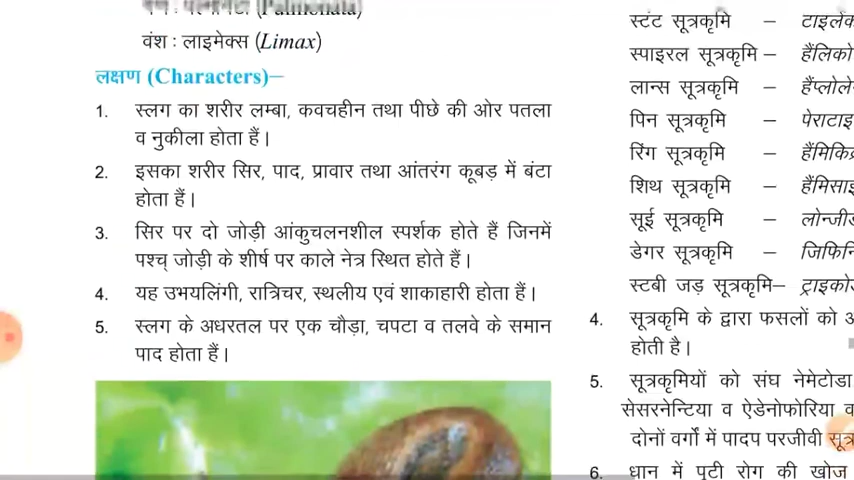 वंश : लाइमेक्स (Limax)
लक्षण (Characters)–
1. स्लग का शरीर लम्बा, कवचहीन तथा पीछे की ओर पतला
व नुकीला होता हैं।
2. इसका शरीर सिर, पाद, प्रावार तथा आंतरंग कूबड़ में बंटा
होता हैं।
3. सिर पर दो जोड़ी आंकुचलनशील स्पर्शक होते हैं जिनमें
पश्च् जोड़ी के शीर्ष पर काले नेत्र स्थित होते हैं।
4. यह उभयलिंगी, रात्रिचर, स्थलीय एवं शाकाहारी होता हैं।
5. स्लग के अधरतल पर एक चौड़ा, चपटा व तलवे के समान
पाद होता हैं।
स्टंट सूत्रकृमि –
स्पाइरल सूत्रकृमि –
लान्स सूत्रकृमि –
पिन सूत्रकृमि –
रिंग सूत्रकृमि –
शिथ सूत्रकृमि –
सूई सूत्रकृमि –
डेगर सूत्रकृमि –
स्टबी जड़ सूत्रकृमि–
4. सूत्रकृमि के द्वारा फसलों को
होती है।
5. सूत्रकृमियों को संघ नेमेटोडा
सेसरनेन्टिया व ऐडेनोफोरिया व
दोनों वर्गों में पादप परजीवी
6. धान में पूटी रोग की खोज